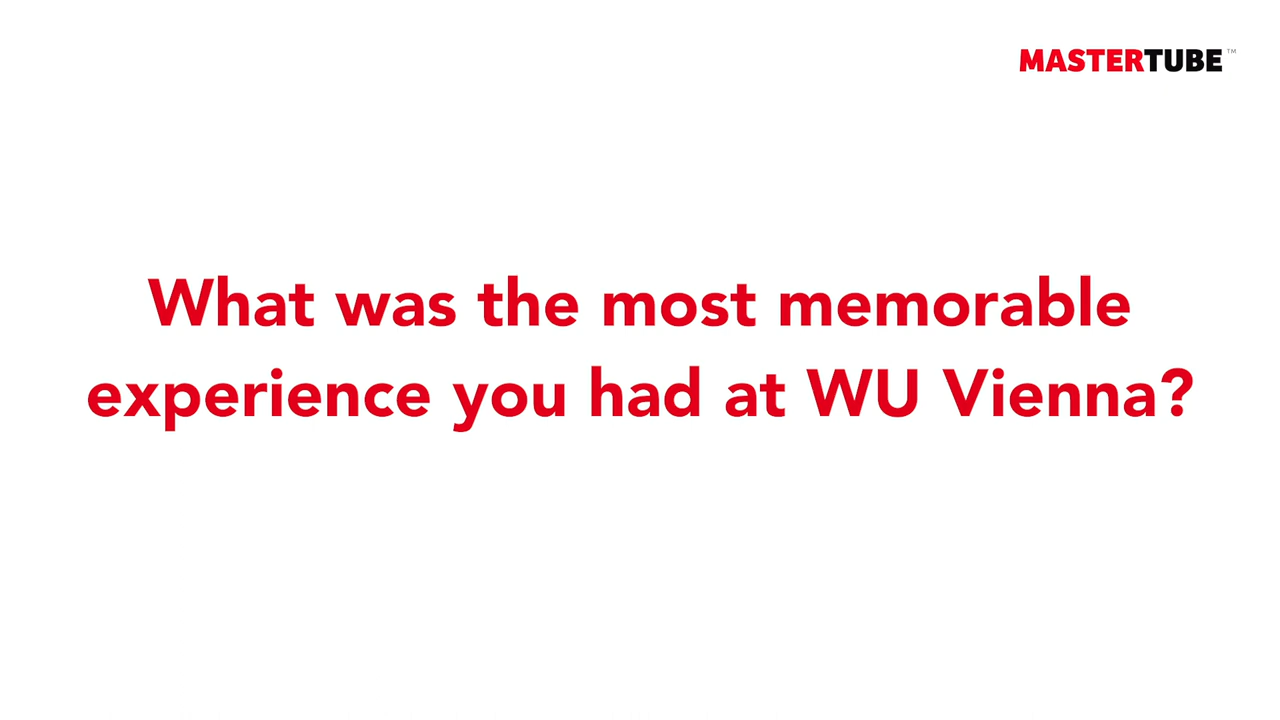 MASTERTUBE™
What was the most memorable
experience you had at WU Vienna?